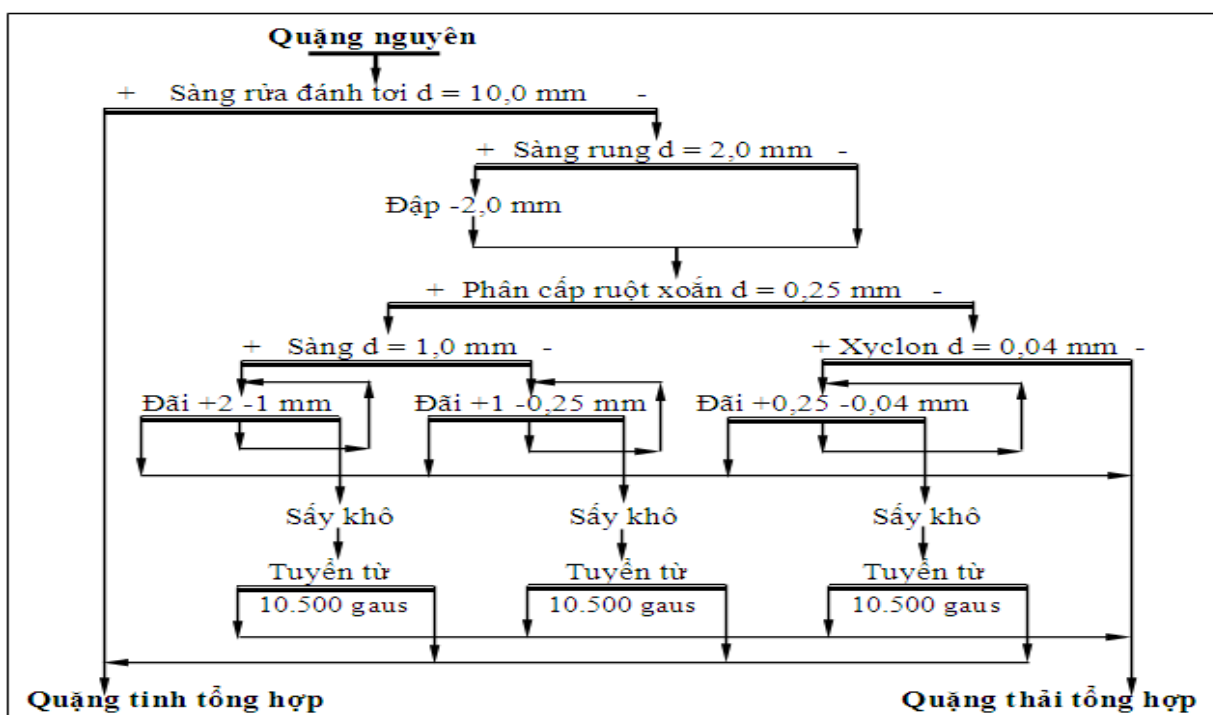 Quặng nguyên
+ Sàng rửa đánh tơi d = 10,0 mm -
+ Sàng rung d = 2,0 mm -
Đập -2,0 mm
+ Phân cấp ruột xoắn d = 0,25 mm -
+ Sàng d = 1,0 mm -
+ Xyclon d = 0,04 mm -
Đãi +2 -1 mm
Đãi +1 -0,25 mm
Đãi +0,25 -0,04 mm
Sấy khô
Sấy khô
Sấy khô
Tuyển từ
Tuyển từ
Tuyển từ
10.500 gaus
10.500 gaus
10.500 gaus
Quặng tinh tổng hợp
Quặng thải tổng hợp